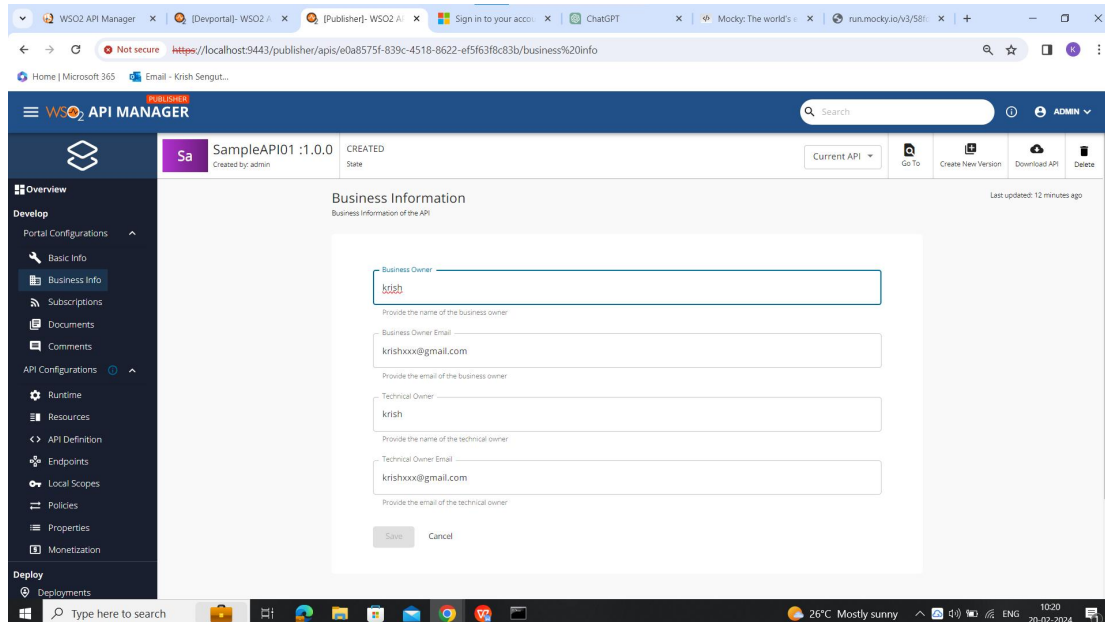 WSO2 API Manager
[Devportal]- WSO2 A
[Publisher]- WSO2 A
Sign in to your accou
ChatGPT
Mocky: The world's
run.mocky.io/v3/58f
Not secure https://localhost:9443/publisher/apis/e0a8575f-839c-4518-8622-ef5f63f8c83b/business%20info
K
Home | Microsoft 365
Email - Krish Sengut...
PUBLISHER
WSO2 API MANAGER
Search
ADMIN
Sa
SampleAPI01 :1.0.0
Created by: admin
CREATED
State
Current API
Go To
Create New Version
Download API
Delete
Overview
Develop
Portal Configurations
Basic Info
Business Info
Subscriptions
Documents
Comments
API Configurations
Runtime
Resources
API Definition
Endpoints
Local Scopes
Policies
Properties
Monetization
Deploy
Deployments
Business Information
Business Information of the API
Last updated: 12 minutes ago
Business Owner
krish
Provide the name of the business owner
Business Owner Email
krishxxx@gmail.com
Provide the email of the business owner
Technical Owner
krish
Provide the name of the technical owner
Technical Owner Email
krishxxx@gmail.com
Provide the email of the technical owner
Save
Cancel
Type here to search
26°C Mostly sunny
ENG
10:20
20-02-2024